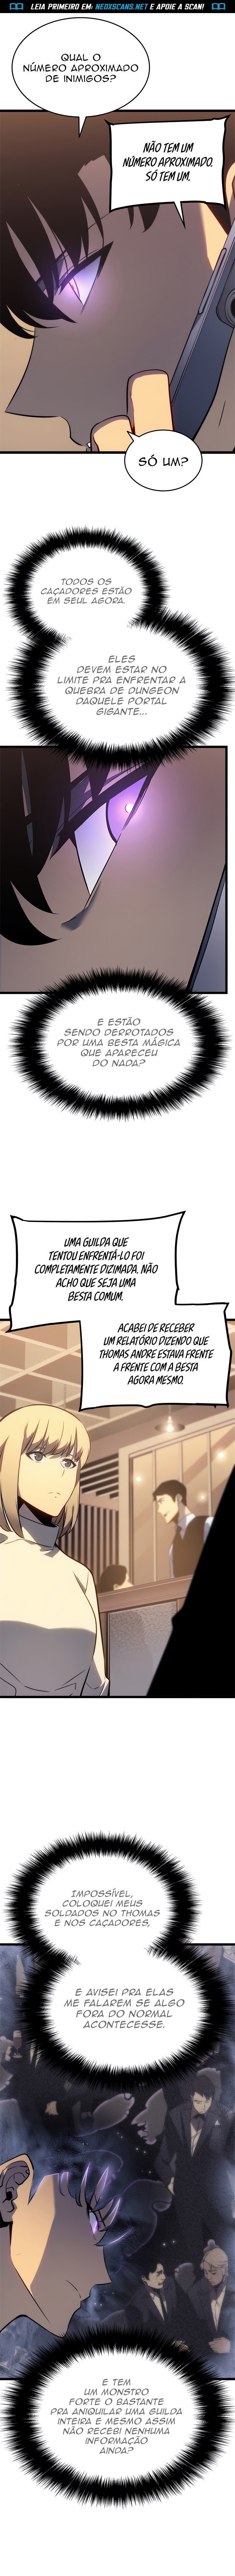 LEIA PRIMEIRO EM: NEOXSCANS.NET E APOIE A SCAN!
QUAL O
NÚMERO APROXIMADO
DE INIMIGOS?
NÃO TEM UM
NÚMERO APROXIMADO.
SÓ TEM UM.
SÓ UM?
TODOS OS
CAÇADORES ESTÃO
EM SEUL AGORA.
ELES
DEVEM ESTAR NO
LIMITE PRA ENFRENTAR A
QUEBRA DE DUNGEON
DAQUELE PORTAL
GIGANTE...
E ESTÃO
SENDO DERROTADOS
POR UMA BESTA MÁGICA
QUE APARECEU
DO NADA?
UMA GUILDA QUE
TENTOU ENFRENTÁ-LO FOI
COMPLETAMENTE DIZIMADA. NÃO
ACHO QUE SEJA UMA
BESTA COMUM.
ACABEI DE RECEBER
UM RELATÓRIO DIZENDO QUE
THOMAS ANDRE ESTAVA FRENTE
A FRENTE COM A BESTA
AGORA MESMO.
IMPOSSÍVEL,
COLOQUEI MEUS
SOLDADOS NO THOMAS
E NOS CAÇADORES,
E AVISEI PRA ELAS
ME FALAREM SE ALGO
FORA DO NORMAL
ACONTECESSE.
E TEM
UM MONSTRO
FORTE O BASTANTE
PRA ANIQUILAR UMA GUILDA
INTEIRA E MESMO ASSIM
NÃO RECEBI NENHUMA
INFORMAÇÃO
AINDA?